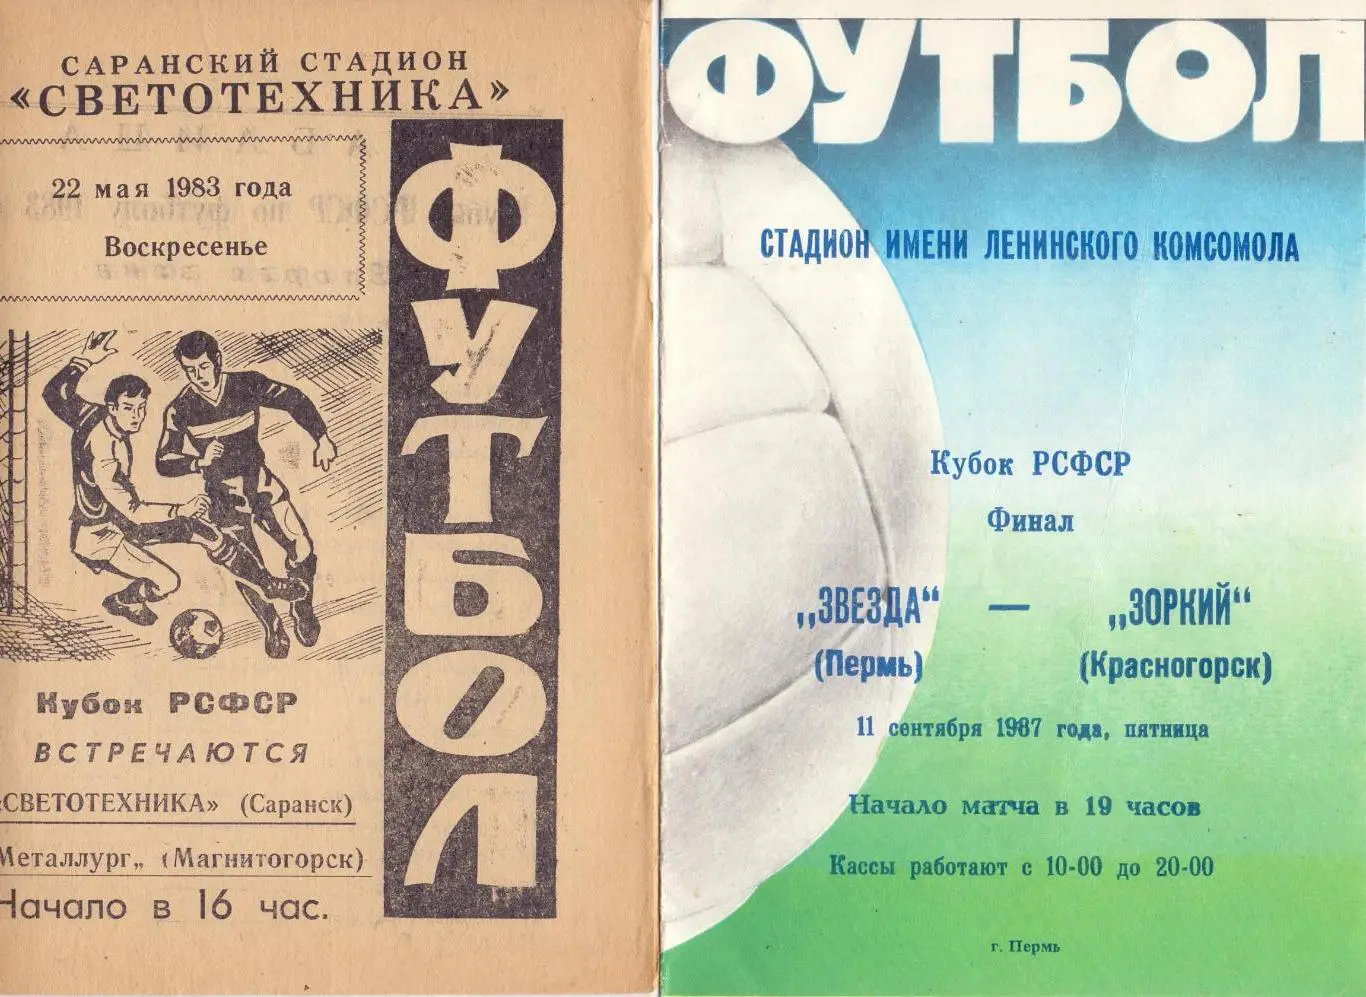 САРАНСКИЙ СТАДИОН
«СВЕТОТЕХНИКА»
22 мая 1983 года
Воскресенье
ФУТБОЛ
Кубок РСФСР
ВСТРЕЧАЮТСЯ
«СВЕТОТЕХНИКА» (Саранск)
Металлург„ (Магнитогорск)
Начало в 16 час.
ФУТБОЛ
СТАДИОН ИМЕНИ ЛЕНИНСКОГО КОМСОМОЛА
Кубок РСФСР
Финал
„ЗВЕЗДА“ — „ЗОРКИЙ“
(Пермь) (Красногорск)
11 сентября 1987 года, пятница
Начало матча в 19 часов
Кассы работают с 10-00 до 20-00
г. Пермь